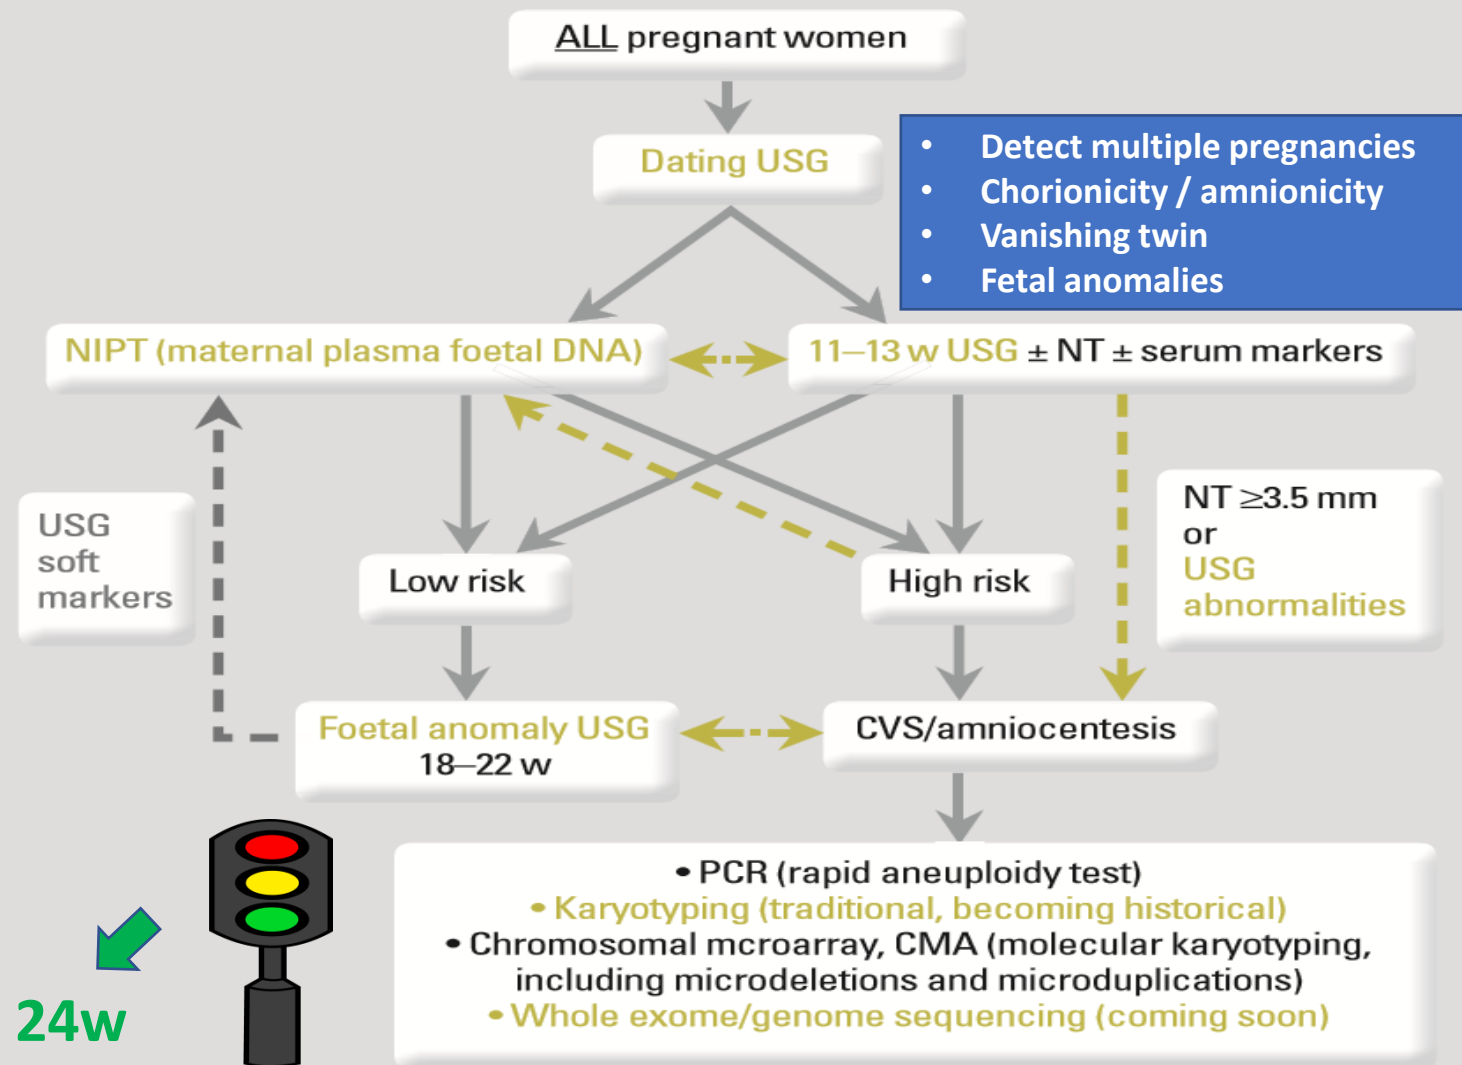 ALL pregnant women
Dating USG
• Detect multiple pregnancies
• Chorionicity / amnionicity
• Vanishing twin
• Fetal anomalies
NIPT (maternal plasma foetal DNA)
11–13 w USG ± NT ± serum markers
USG
soft
markers
Low risk
High risk
NT ≥3.5 mm
or
USG
abnormalities
Foetal anomaly USG
18–22 w
CVS/amniocentesis
• PCR (rapid aneuploidy test)
• Karyotyping (traditional, becoming historical)
• Chromosomal mcroarray, CMA (molecular karyotyping,
including microdeletions and microduplications)
• Whole exome/genome sequencing (coming soon)
24w